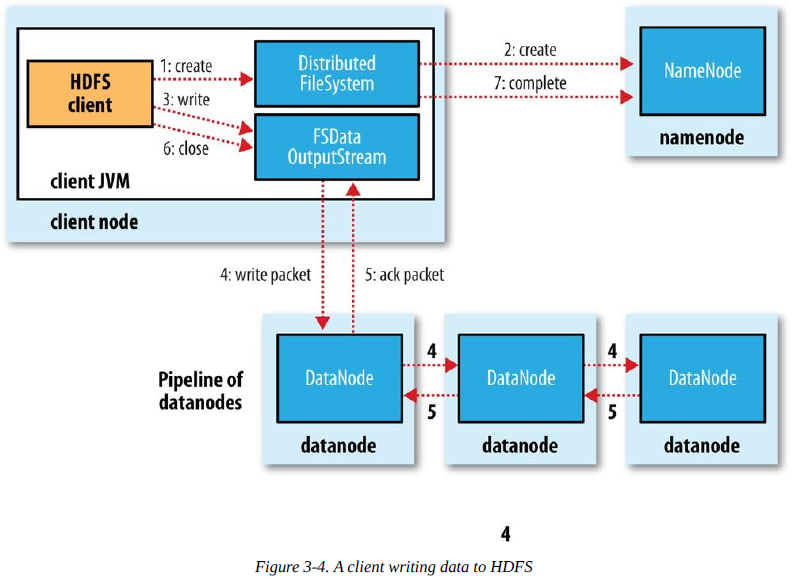 HDFS
client
1: create
3: write
6: close
Distributed
FileSystem
FSData
OutputStream
client JVM
client node
2: create
7: complete
NameNode
namenode
4: write packet
5: ack packet
Pipeline of
datanodes
DataNode
datanode
4
5
DataNode
datanode
4
5
DataNode
datanode
4
Figure 3-4. A client writing data to HDFS